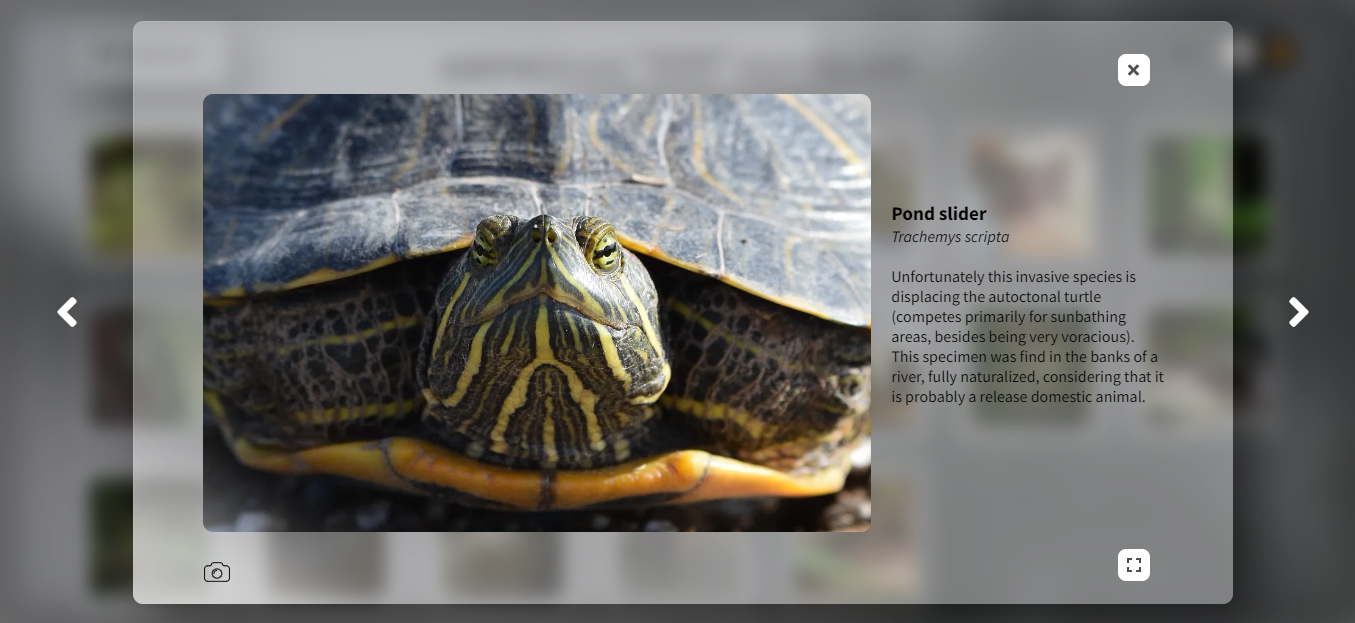 Pond slider
Trachemys scripta
Unfortunately this invasive species is
displacing the autoctonal turtle
(competes primarily for sunbathing
areas, besides being very voracious).
This specimen was find in the banks of a
river, fully naturalized, considering that it
is probably a release domestic animal.